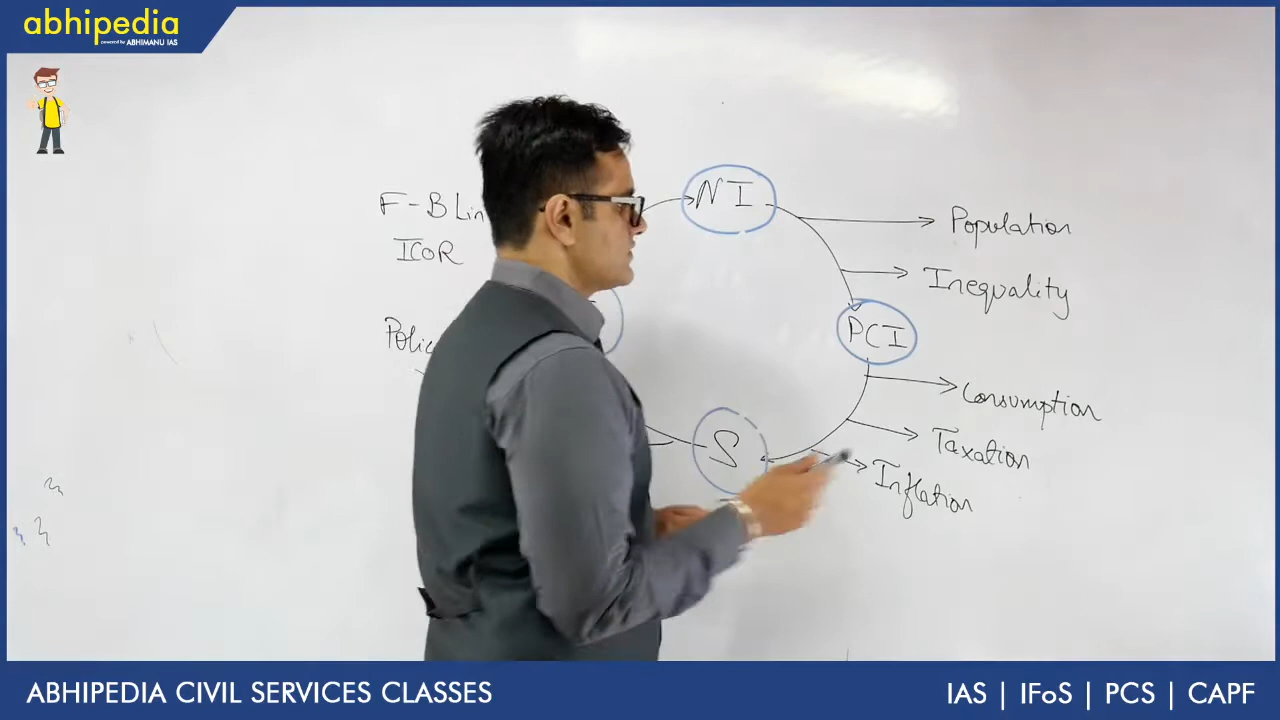 abhipedia
powered by ABHIMANU IAS
NI
F-B Lin
Population
ICOR
Inequality
PCI
Polic
Consumption
S
Taxation
Inflation
ABHIPEDIA CIVIL SERVICES CLASSES
IAS | IFoS | PCS | CAPF